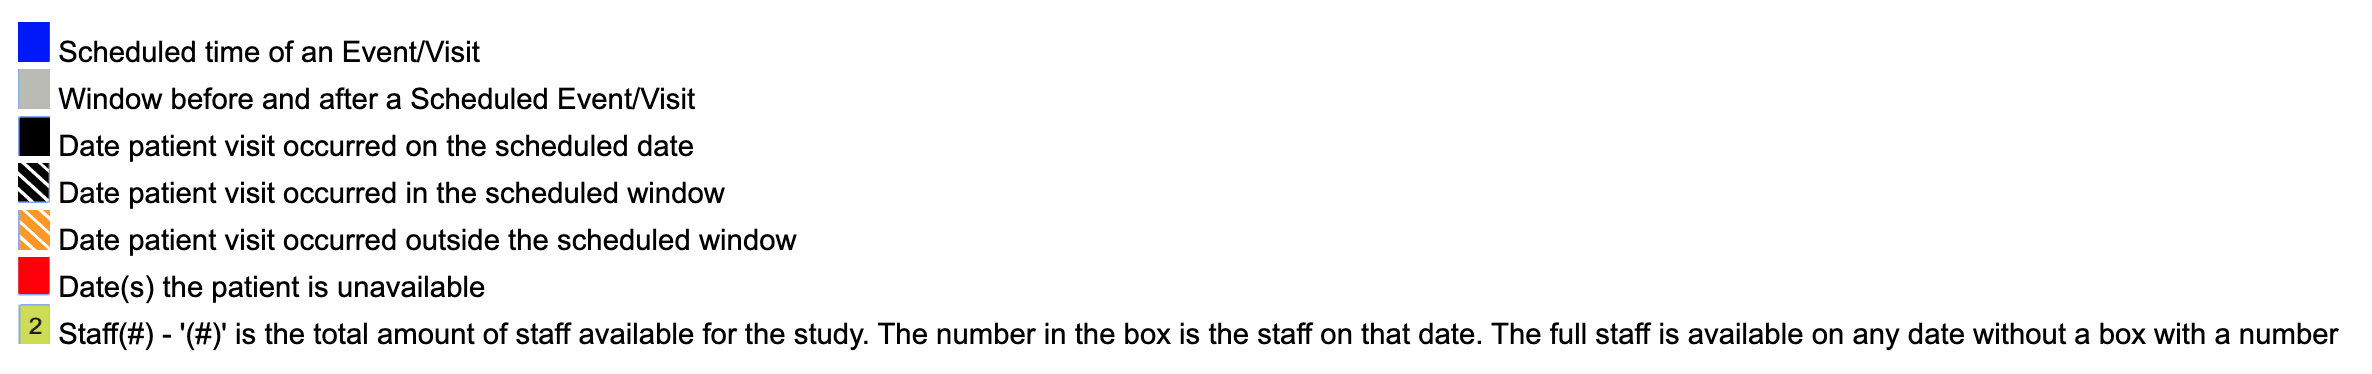 Scheduled time of an Event/Visit
Window before and after a Scheduled Event/Visit
Date patient visit occurred on the scheduled date
Date patient visit occurred in the scheduled window
Date patient visit occurred outside the scheduled window
Date(s) the patient is unavailable
2 Staff(#) - '(#)' is the total amount of staff available for the study. The number in the box is the staff on that date. The full staff is available on any date without a box with a number